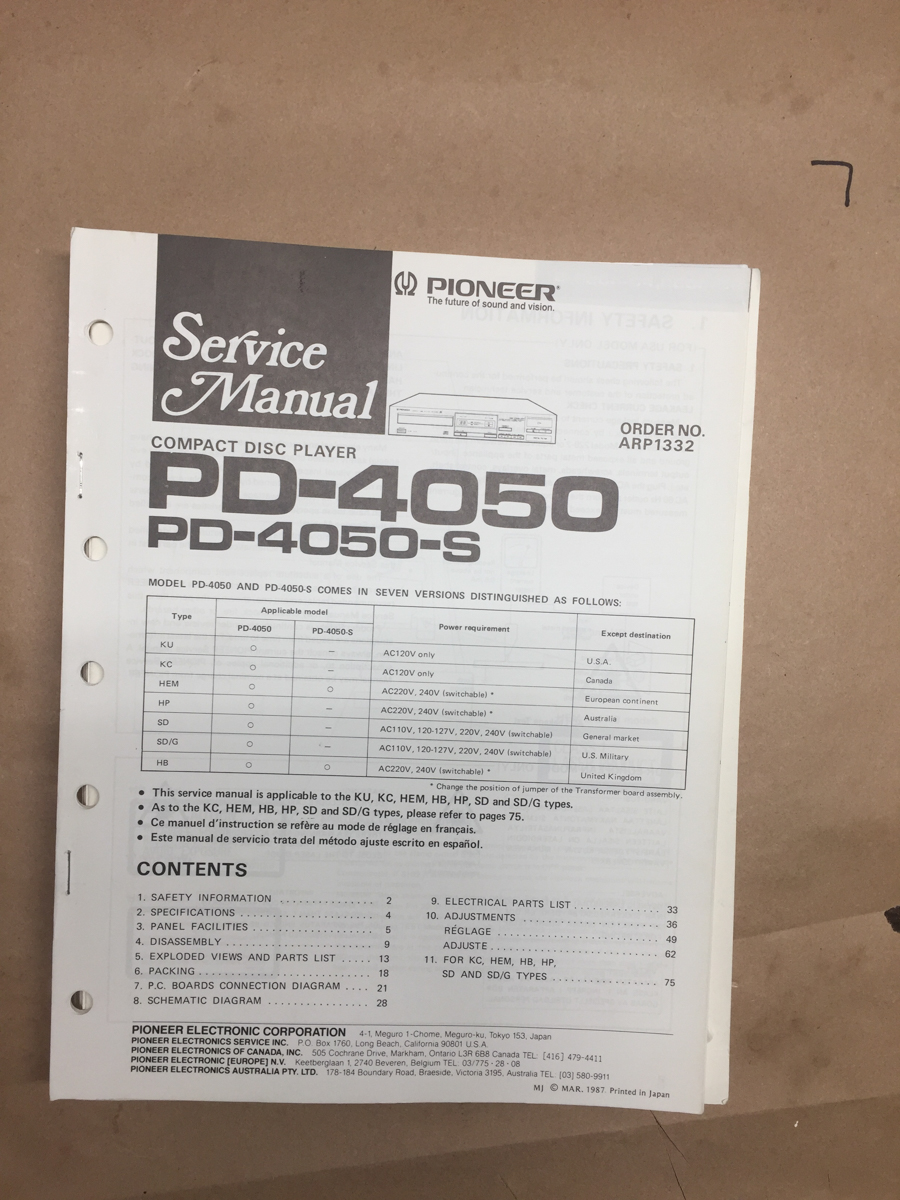 Service
Manual
PIONEER®
The future of sound and vision.
ORDER NO.
ARP1332
COMPACT DISC PLAYER
PD-4050
PD-4050-S
MODEL PD-4050 AND PD-4050-S COMES IN SEVEN VERSIONS DISTINGUISHED AS FOLLOWS:
Type Applicable model Power requirement Except destination
PD-4050 PD-4050-S
KU ○ – AC120V only U.S.A.
KC ○ – AC120V only Canada
HEM ○ ○ AC220V, 240V (switchable) * European continent
HP ○ – AC220V, 240V (switchable) * Australia
SD ○ – AC110V, 120-127V, 220V, 240V (switchable) General market
SD/G ○ – AC110V, 120-127V, 220V, 240V (switchable) U.S. Military
HB ○ ○ AC220V, 240V (switchable) * United Kingdom
* Change the position of jumper of the Transformer board assembly.
● This service manual is applicable to the KU, KC, HEM, HB, HP, SD and SD/G types.
● As to the KC, HEM, HB, HP, SD and SD/G types, please refer to pages 75.
● Ce manuel d'instruction se refère au mode de réglage en français.
● Este manual de servicio trata del método ajuste escrito en español.
CONTENTS
1. SAFETY INFORMATION ............... 2
2. SPECIFICATIONS ..................... 4
3. PANEL FACILITIES ................... 5
4. DISASSEMBLY ....................... 9
5. EXPLODED VIEWS AND PARTS LIST ..... 13
6. PACKING ........................... 18
7. P.C. BOARDS CONNECTION DIAGRAM .... 21
8. SCHEMATIC DIAGRAM ................ 28
9. ELECTRICAL PARTS LIST .............. 33
10. ADJUSTMENTS ..................... 36
RÉGLAGE ......................... 49
ADJUSTE ......................... 62
11. FOR KC, HEM, HB, HP,
SD AND SD/G TYPES ................. 75
PIONEER ELECTRONIC CORPORATION 4-1, Meguro 1-Chome, Meguro-ku, Tokyo 153, Japan
PIONEER ELECTRONICS SERVICE INC. P.O. Box 1760, Long Beach, California 90801 U.S.A.
PIONEER ELECTRONICS OF CANADA, INC. 505 Cochrane Drive, Markham, Ontario L3R 6B8 Canada TEL: [416] 479-4411
PIONEER ELECTRONIC [EUROPE] N.V. Keetberglaan 1, 2740 Beveren, Belgium TEL: 03/775·28·08
PIONEER ELECTRONICS AUSTRALIA PTY. LTD. 178-184 Boundary Road, Braeside, Victoria 3195, Australia TEL: [03] 580-9911
MJ © MAR. 1987 Printed in Japan